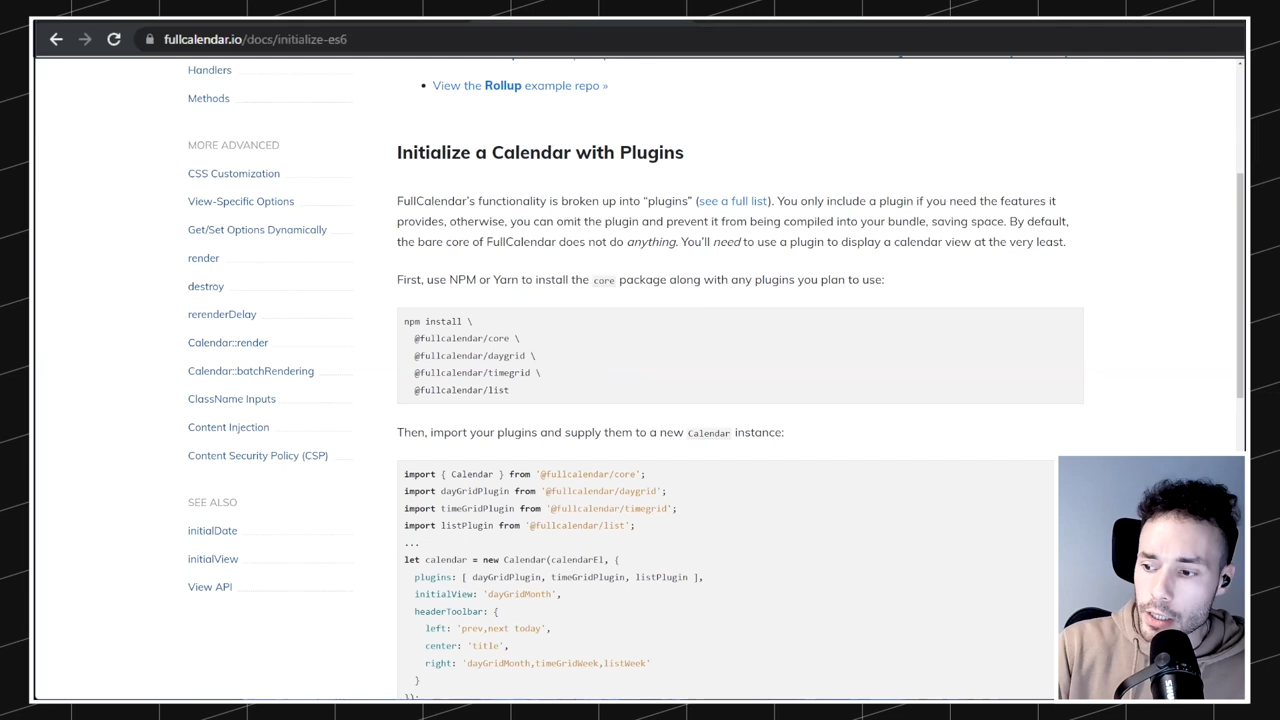 fullcalendar.io/docs/initialize-es6
Handlers
Methods
MORE ADVANCED
CSS Customization
View-Specific Options
Get/Set Options Dynamically
render
destroy
rerenderDelay
Calendar::render
Calendar::batchRendering
ClassName Inputs
Content Injection
Content Security Policy (CSP)
SEE ALSO
initialDate
initialView
View API
• View the Rollup example repo »
Initialize a Calendar with Plugins
FullCalendar's functionality is broken up into “plugins” (see a full list). You only include a plugin if you need the features it
provides, otherwise, you can omit the plugin and prevent it from being compiled into your bundle, saving space. By default,
the bare core of FullCalendar does not do anything. You'll need to use a plugin to display a calendar view at the very least.
First, use NPM or Yarn to install the core package along with any plugins you plan to use:
npm install \
@fullcalendar/core \
@fullcalendar/daygrid \
@fullcalendar/timegrid \
@fullcalendar/list
Then, import your plugins and supply them to a new Calendar instance:
import { Calendar } from '@fullcalendar/core';
import dayGridPlugin from '@fullcalendar/daygrid';
import timeGridPlugin from '@fullcalendar/timegrid';
import listPlugin from '@fullcalendar/list';
...
let calendar = new Calendar(calendarEl, {
plugins: [ dayGridPlugin, timeGridPlugin, listPlugin ],
initialView: 'dayGridMonth',
headerToolbar: {
left: 'prev,next today',
center: 'title',
right: 'dayGridMonth,timeGridWeek,listWeek'
}
});